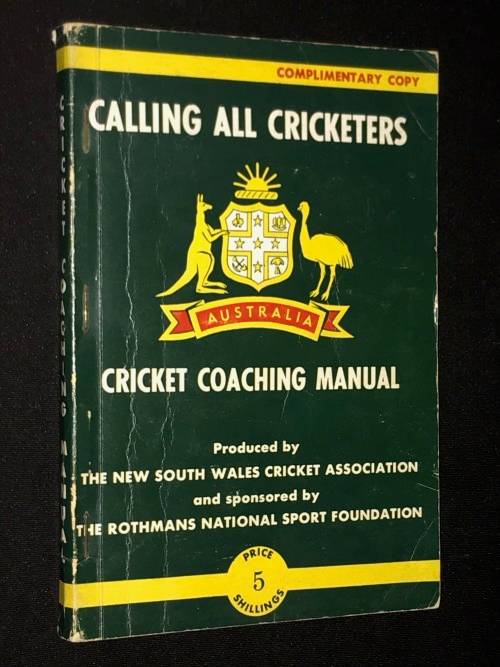 COMPLIMENTARY COPY
CALLING ALL CRICKETERS
AUSTRALIA
CRICKET COACHING MANUAL
Produced by
THE NEW SOUTH WALES CRICKET ASSOCIATION
and sponsored by
THE ROTHMANS NATIONAL SPORT FOUNDATION
PRICE
5
SHILLINGS
CRICKET COACHING MANUAL